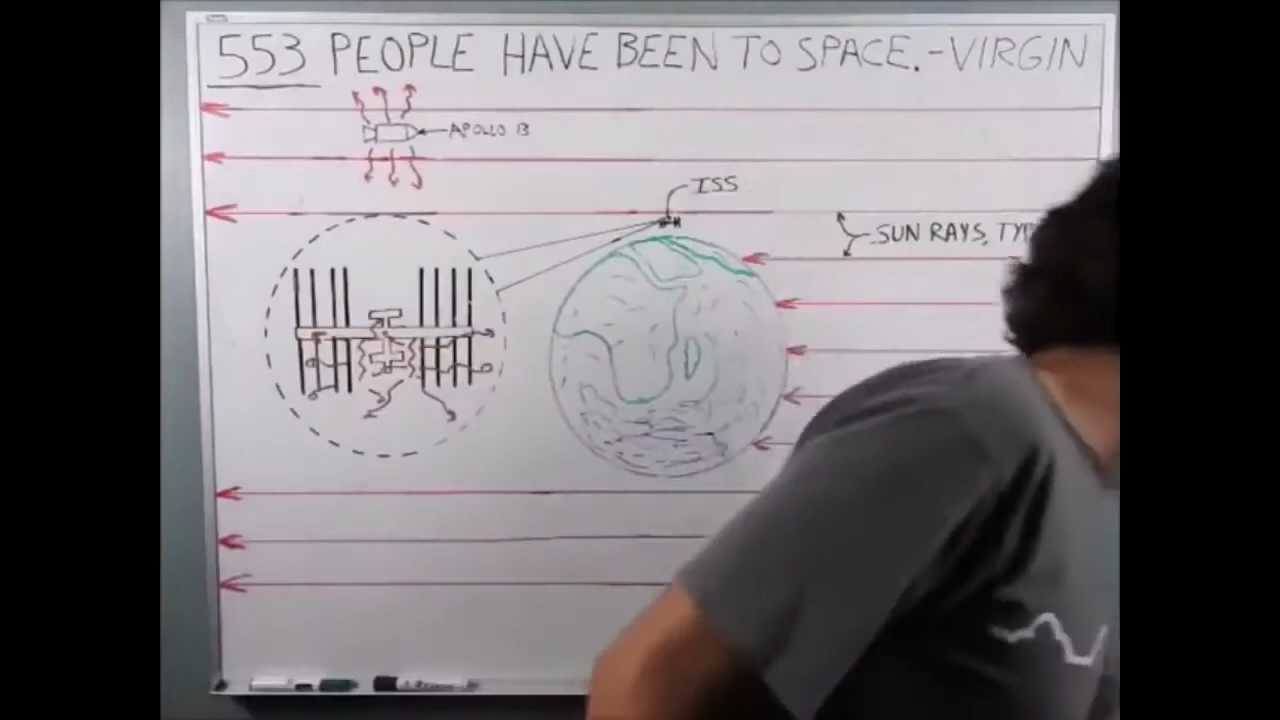 553 PEOPLE HAVE BEEN TO SPACE.-VIRGIN
APOLLO 13
ISS
SUN RAYS, TYP